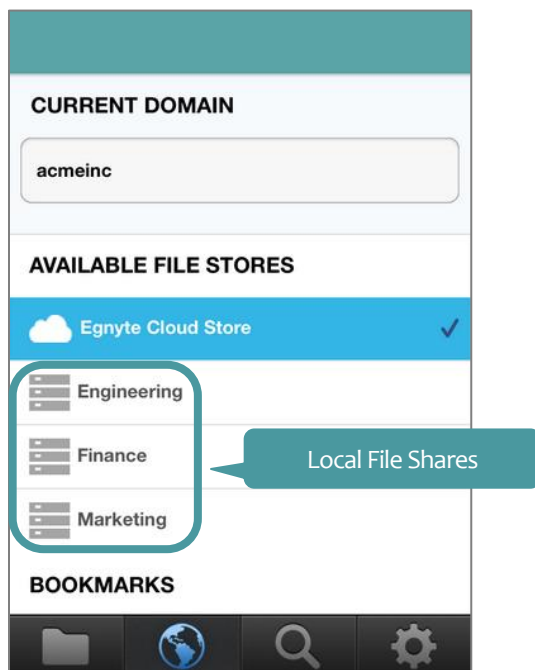 CURRENT DOMAIN
acmeinc
AVAILABLE FILE STORES
Egnyte Cloud Store
Engineering
Finance
Local File Shares
Marketing
BOOKMARKS